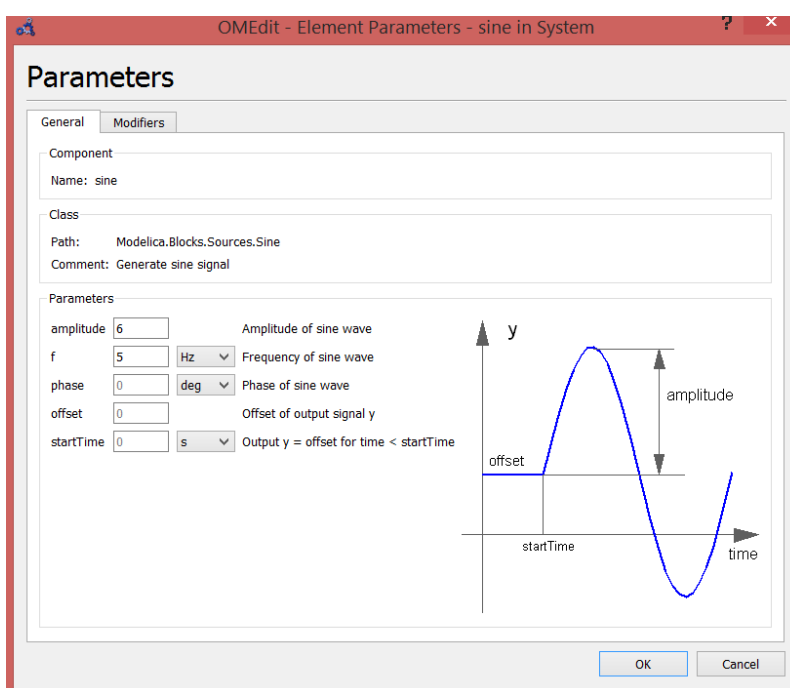 OMEdit - Element Parameters - sine in System ? ×
Parameters
General Modifiers
Component
Name: sine
Class
Path: Modelica.Blocks.Sources.Sine
Comment: Generate sine signal
Parameters
amplitude 6 Amplitude of sine wave
f 5 Hz Frequency of sine wave
phase 0 deg Phase of sine wave
offset 0 Offset of output signal y
startTime 0 s Output y = offset for time < startTime
y
amplitude
offset
startTime
time
OK Cancel